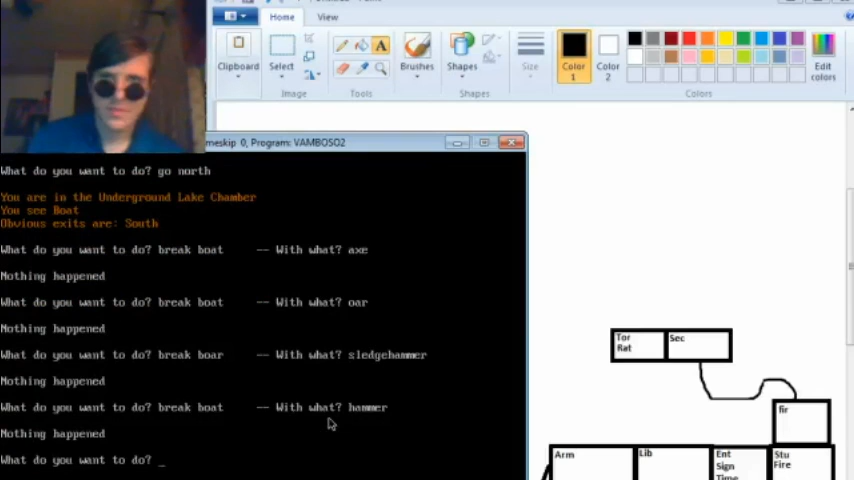 Home
View
Clipboard
Select
Brushes
Shapes
Size
Color
1
Color
2
Edit
colors
Image
Tools
Shapes
Colors
meskip 0, Program: VAMBOSO2
What do you want to do? go north
You are in the Underground Lake Chamber
You see Boat
Obvious exits are: South
What do you want to do? break boat -- With what? axe
Nothing happened
What do you want to do? break boat -- With what? oar
Nothing happened
What do you want to do? break boar -- With what? sledgehammer
Nothing happened
What do you want to do? break boat -- With what? hammer
Nothing happened
What do you want to do? _
Tor
Rat
Sec
fir
Arm
Lib
Ent
Sign
Time
Stu
Fire